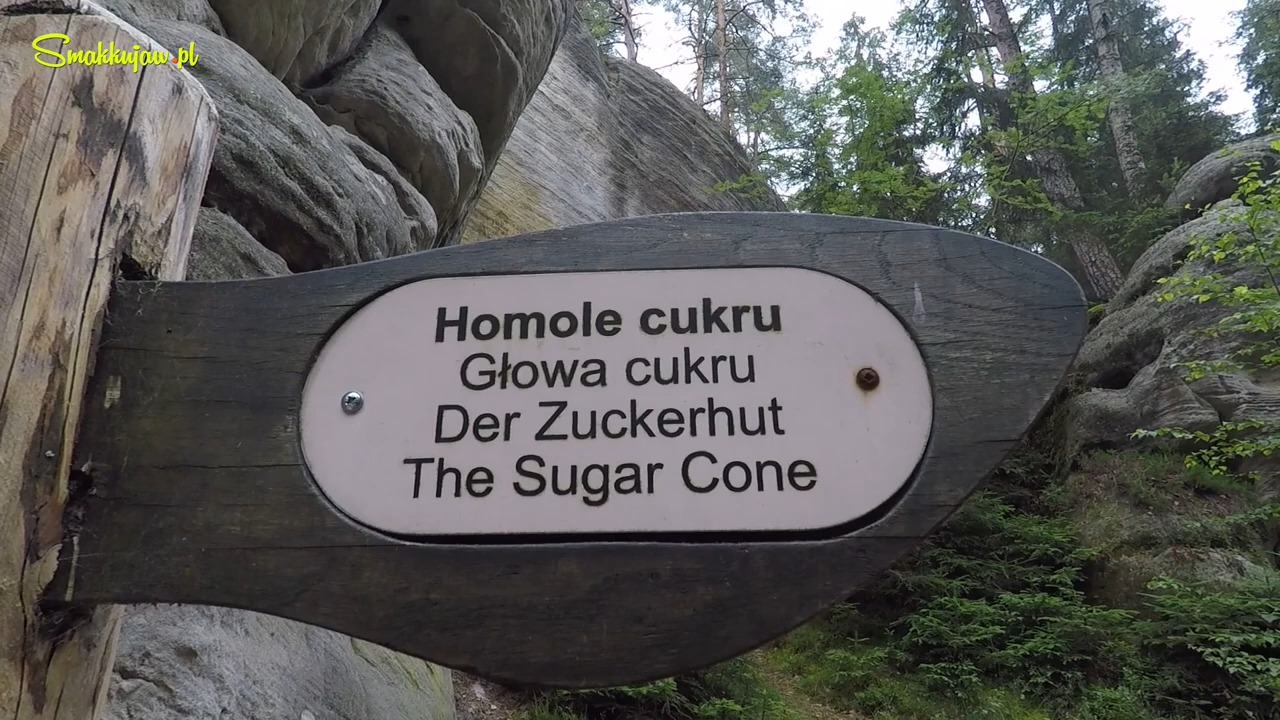 Smakkujaw.pl
Homole cukru
Głowa cukru
Der Zuckerhut
The Sugar Cone